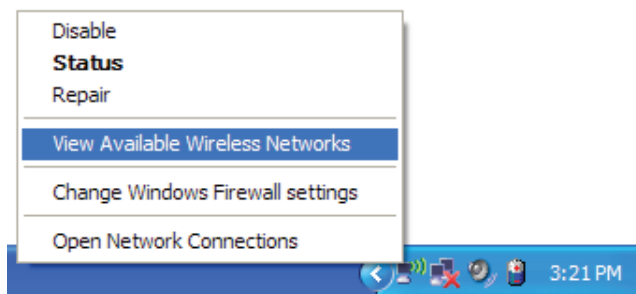 Disable
Status
Repair
View Available Wireless Networks
Change Windows Firewall settings
Open Network Connections
3:21 PM